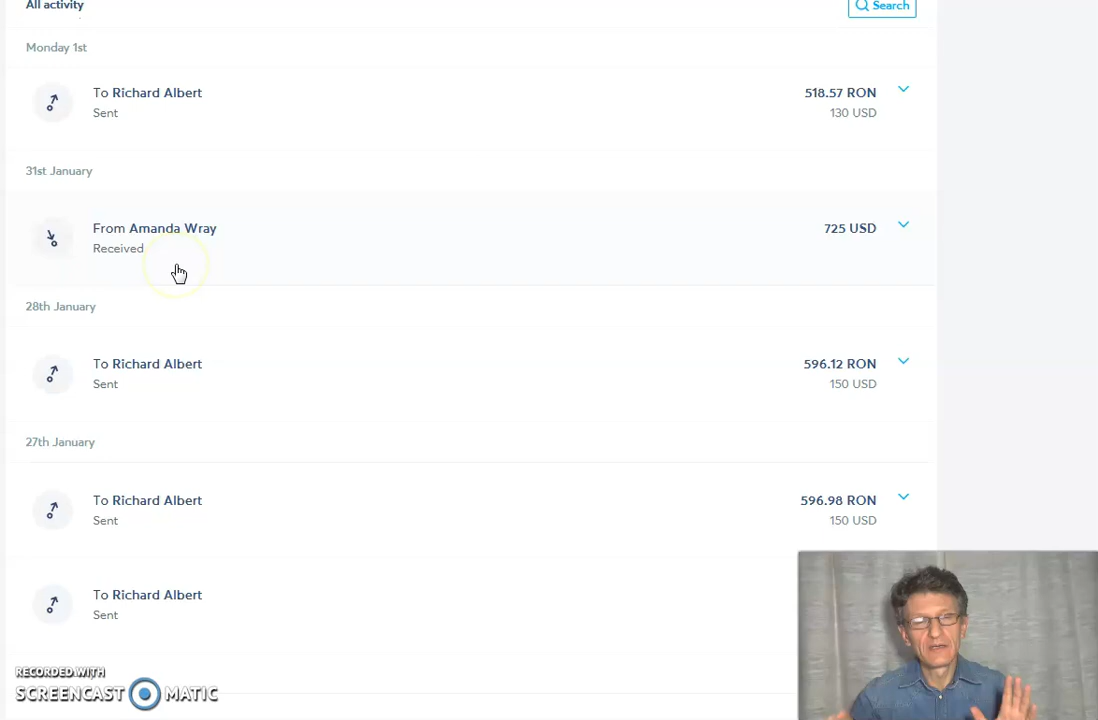 All activity
Search
Monday 1st
To Richard Albert
518.57 RON
Sent
130 USD
31st January
From Amanda Wray
725 USD
Received
28th January
To Richard Albert
596.12 RON
Sent
150 USD
27th January
To Richard Albert
596.98 RON
Sent
150 USD
To Richard Albert
Sent
RECORDED WITH
SCREENCAST MATIC